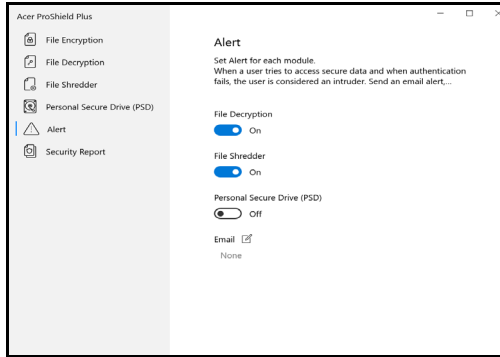 Acer ProShield Plus
File Encryption
File Decryption
File Shredder
Personal Secure Drive (PSD)
Alert
Security Report
Alert
Set Alert for each module.
When a user tries to access secure data and when authentication
fails, the user is considered an intruder. Send an email alert,...
File Decryption
On
File Shredder
On
Personal Secure Drive (PSD)
Off
Email
None